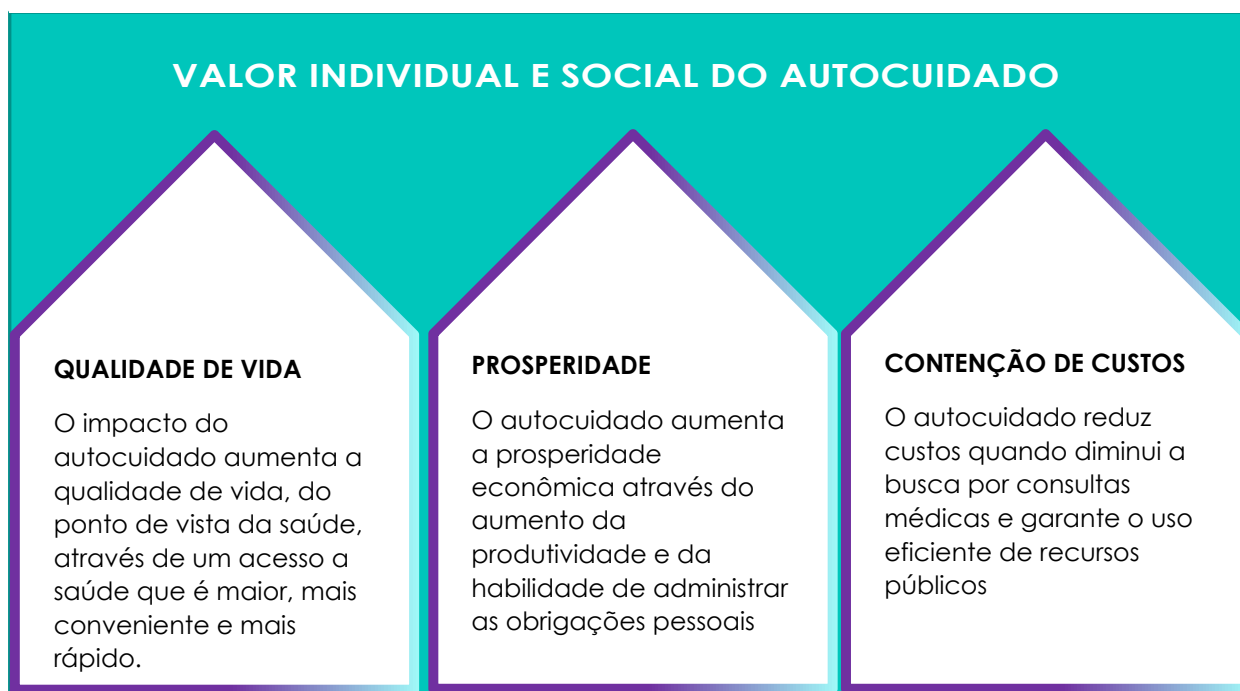 VALOR INDIVIDUAL E SOCIAL DO AUTOCUIDADO
QUALIDADE DE VIDA
O impacto do
autocuidado aumenta a
qualidade de vida, do
ponto de vista da saúde,
através de um acesso a
saúde que é maior, mais
conveniente e mais
rápido.
PROSPERIDADE
O autocuidado aumenta
a prosperidade
econômica através do
aumento da
produtividade e da
habilidade de administrar
as obrigações pessoais
CONTENÇÃO DE CUSTOS
O autocuidado reduz
custos quando diminui a
busca por consultas
médicas e garante o uso
eficiente de recursos
públicos